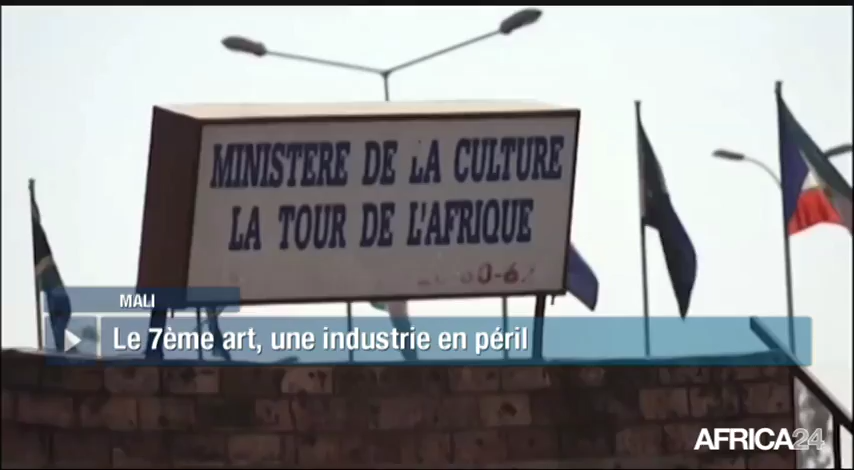 MINISTERE DE LA CULTURE
LA TOUR DE L'AFRIQUE
MALI
Le 7ème art, une industrie en péril
AFRICA24